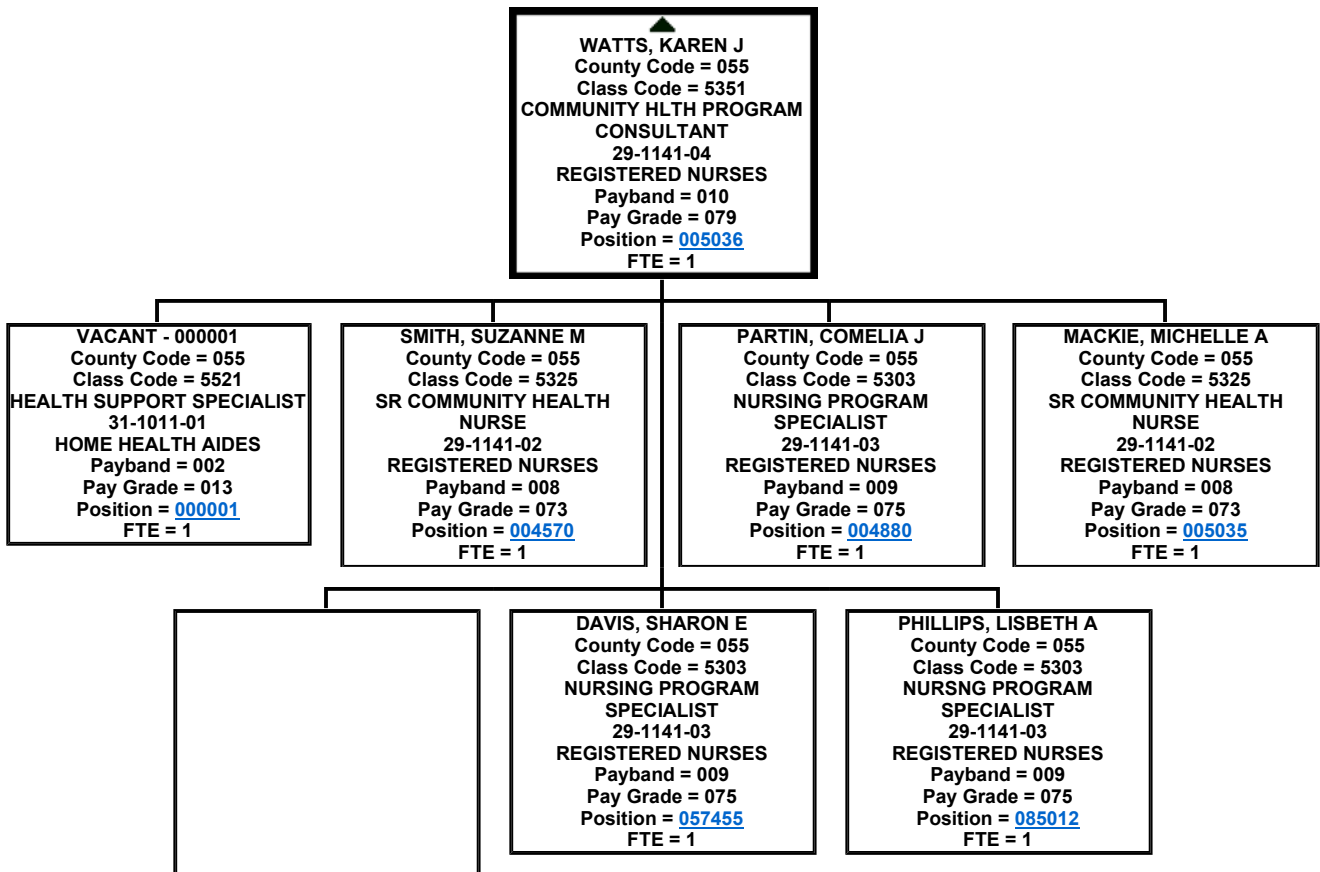 WATTS, KAREN J
County Code = 055
Class Code = 5351
COMMUNITY HLTH PROGRAM
CONSULTANT
29-1141-04
REGISTERED NURSES
Payband = 010
Pay Grade = 079
Position = 005036
FTE = 1
VACANT - 000001
County Code = 055
Class Code = 5521
HEALTH SUPPORT SPECIALIST
31-1011-01
HOME HEALTH AIDES
Payband = 002
Pay Grade = 013
Position = 000001
FTE = 1
SMITH, SUZANNE M
County Code = 055
Class Code = 5325
SR COMMUNITY HEALTH
NURSE
29-1141-02
REGISTERED NURSES
Payband = 008
Pay Grade = 073
Position = 004570
FTE = 1
PARTIN, COMELIA J
County Code = 055
Class Code = 5303
NURSING PROGRAM
SPECIALIST
29-1141-03
REGISTERED NURSES
Payband = 009
Pay Grade = 075
Position = 004880
FTE = 1
MACKIE, MICHELLE A
County Code = 055
Class Code = 5325
SR COMMUNITY HEALTH
NURSE
29-1141-02
REGISTERED NURSES
Payband = 008
Pay Grade = 073
Position = 005035
FTE = 1
DAVIS, SHARON E
County Code = 055
Class Code = 5303
NURSING PROGRAM
SPECIALIST
29-1141-03
REGISTERED NURSES
Payband = 009
Pay Grade = 075
Position = 057455
FTE = 1
PHILLIPS, LISBETH A
County Code = 055
Class Code = 5303
NURSNG PROGRAM
SPECIALIST
29-1141-03
REGISTERED NURSES
Payband = 009
Pay Grade = 075
Position = 085012
FTE = 1